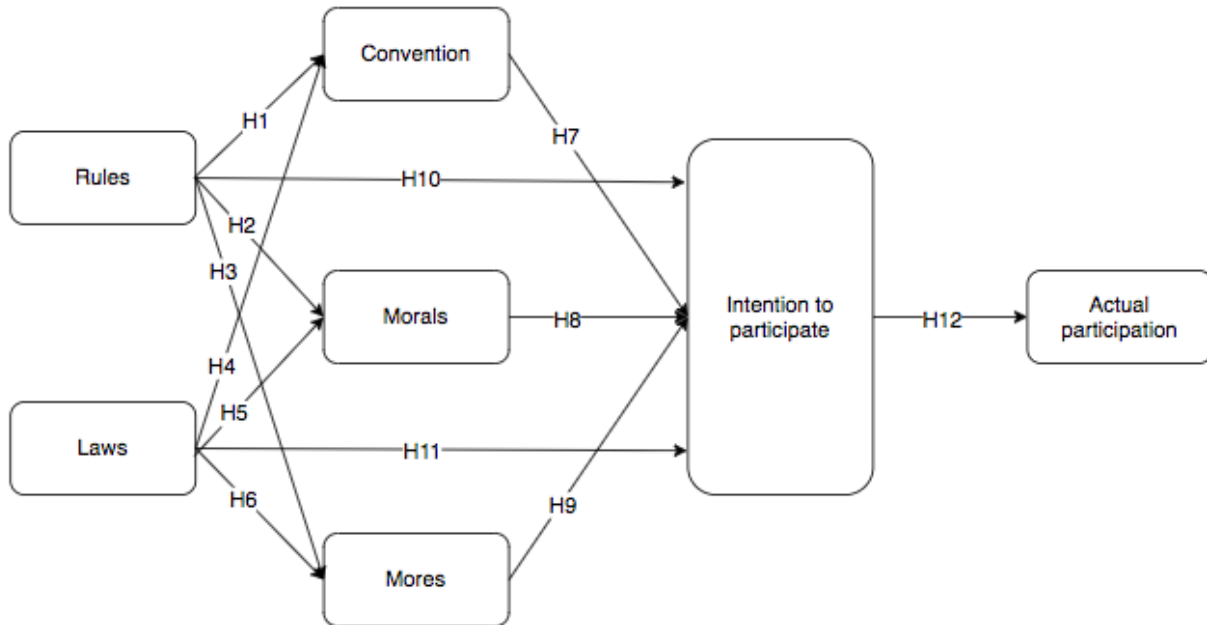 Convention
H1
H7
Rules
H10
H2
H3
Morals
H8
Intention to
participate
H12
Actual
participation
H4
H5
Laws
H11
H6
H9
Mores